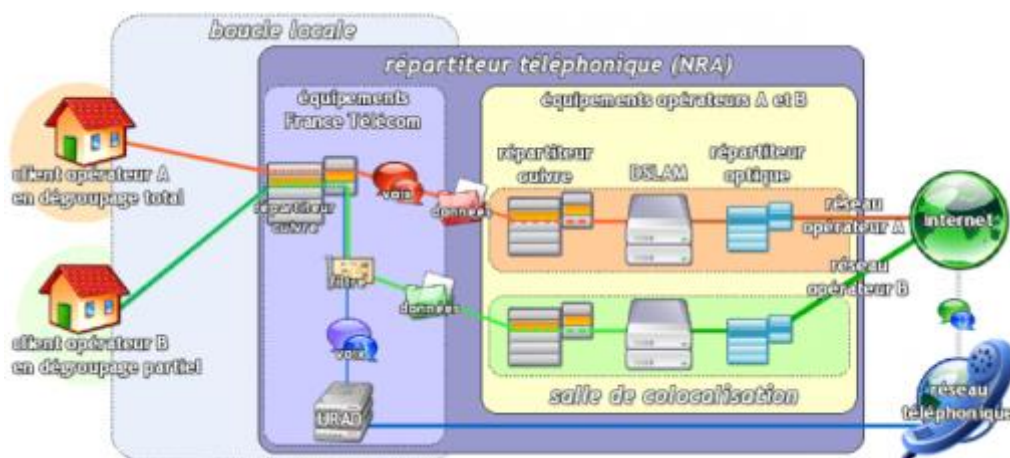 boucle locale
répartiteur téléphonique (NRA)
équipements
France Télécom
équipements opérateurs A et B
répartiteur
cuivre
DSLAM
répartiteur
optique
client opérateur A
en dégroupage total
répartiteur
cuivre
voix
données
réseau
opérateur A
internet
filtre
données
réseau
opérateur B
client opérateur B
en dégroupage partiel
voix
salle de colocalisation
URAD
réseau
téléphonique